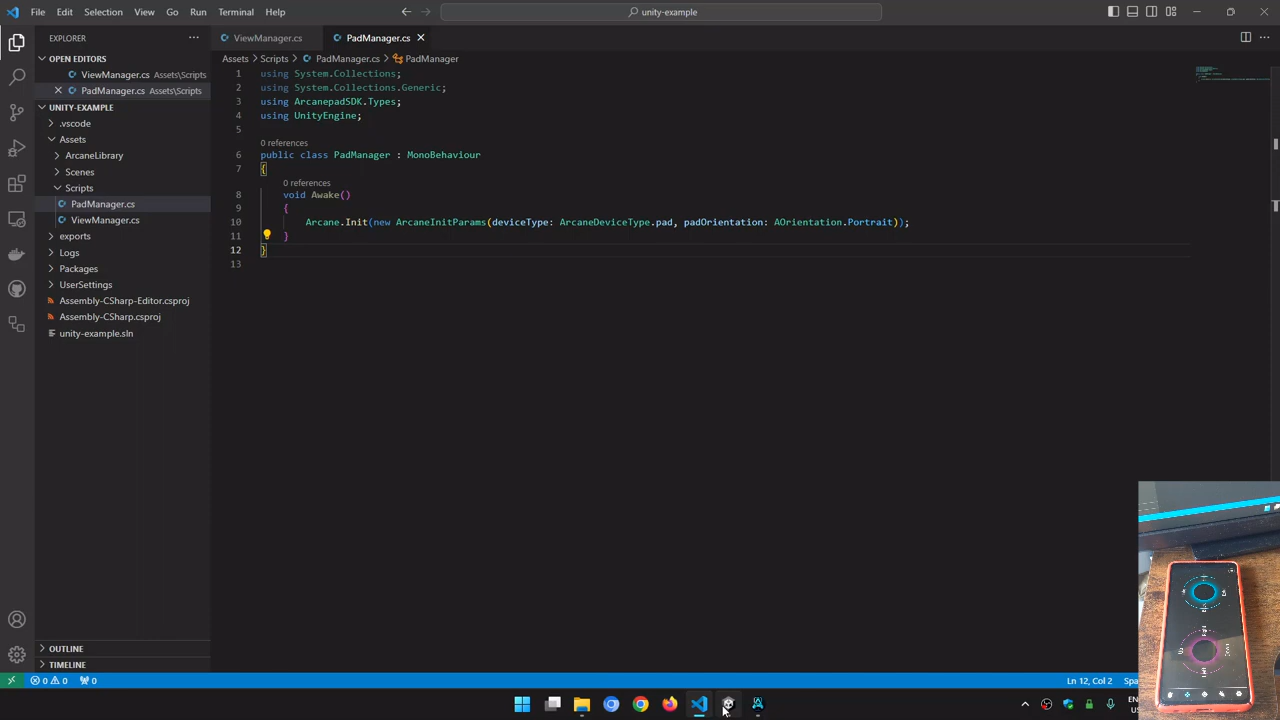 File Edit Selection View Go Run Terminal Help
unity-example
EXPLORER
OPEN EDITORS
ViewManager.cs Assets\Scripts
PadManager.cs Assets\Scripts
UNITY-EXAMPLE
.vscode
Assets
ArcaneLibrary
Scenes
Scripts
PadManager.cs
ViewManager.cs
exports
Logs
Packages
UserSettings
Assembly-CSharp-Editor.csproj
Assembly-CSharp.csproj
unity-example.sln
OUTLINE
TIMELINE
ViewManager.cs
PadManager.cs
Assets > Scripts > PadManager.cs > PadManager
1 using System.Collections;
2 using System.Collections.Generic;
3 using ArcanepadSDK.Types;
4 using UnityEngine;
5
0 references
6 public class PadManager : MonoBehaviour
7 {
0 references
8 void Awake()
9 {
10 Arcane.Init(new ArcaneInitParams(deviceType: ArcaneDeviceType.pad, padOrientation: AOrientation.Portrait));
11 }
12 }
13
0 0 0
Ln 12, Col 2